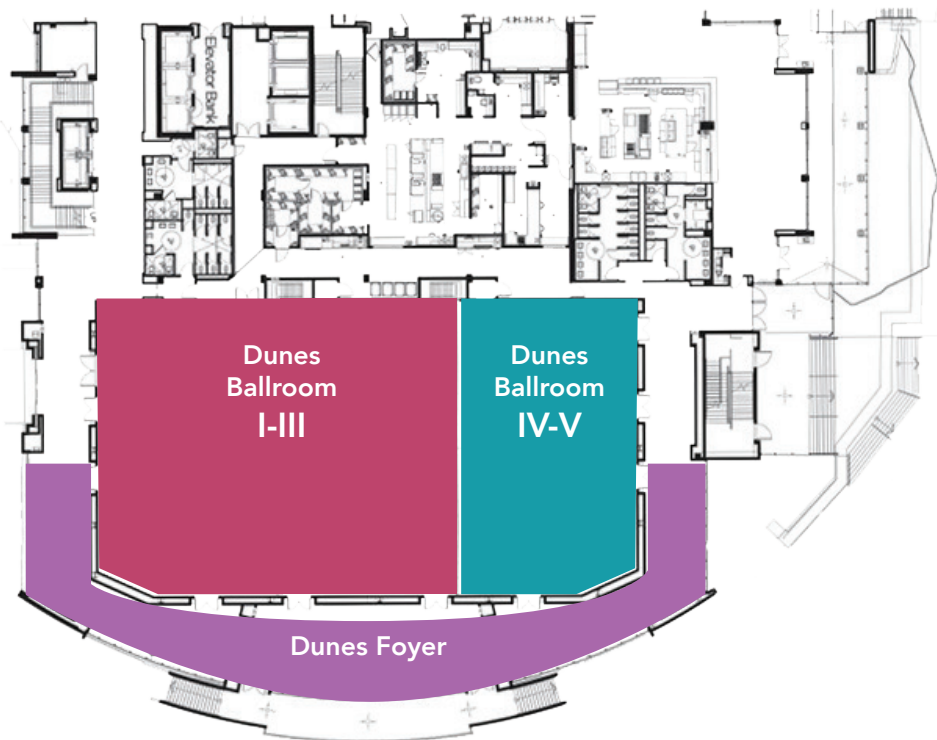 Elevator Bank
Dunes
Ballroom
I-III
Dunes
Ballroom
IV-V
Dunes Foyer